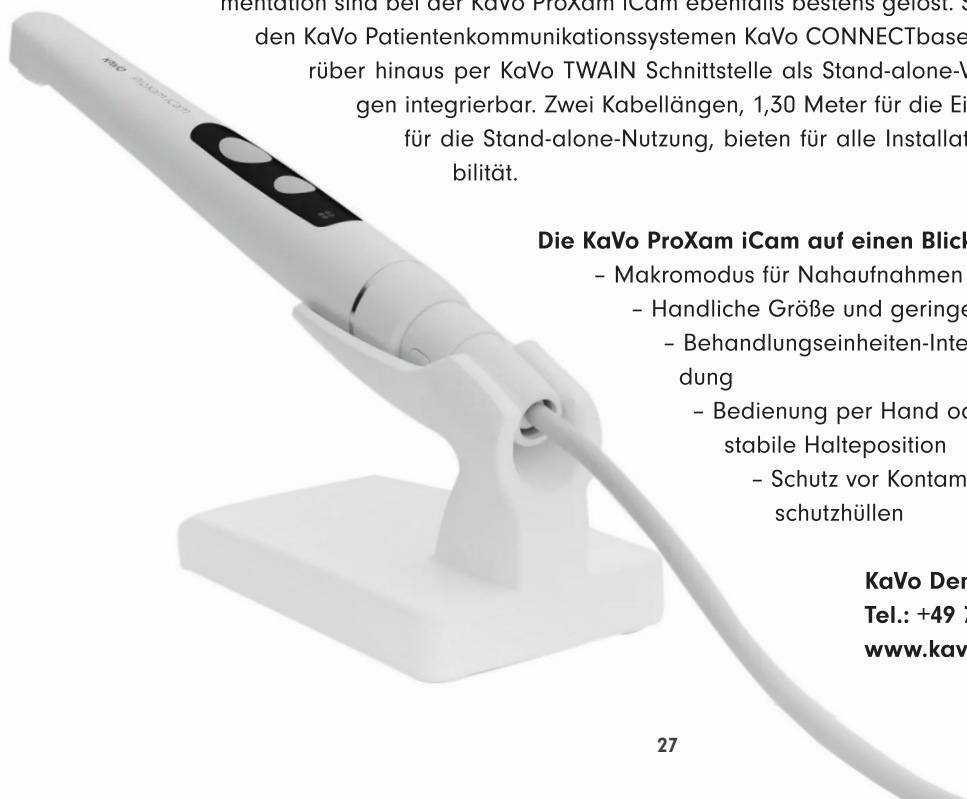 mentation sind bei der KaVo ProXam iCam ebenfalls bestens gelöst. S
den KaVo Patientenkommunikationssystemen KaVo CONNECTbase
rüber hinaus per KaVo TWAIN Schnittstelle als Stand-alone-V
gen integrierbar. Zwei Kabellängen, 1,30 Meter für die Ei
für die Stand-alone-Nutzung, bieten für alle Installat
bilität.
Die KaVo ProXam iCam auf einen Blick
– Makromodus für Nahaufnahmen
– Handliche Größe und geringe
– Behandlungseinheiten-Inte
dung
– Bedienung per Hand od
stabile Halteposition
– Schutz vor Kontam
schutzhüllen
KaVo Den
Tel.: +49 7
www.kav
KaVo ProXam iCam
27